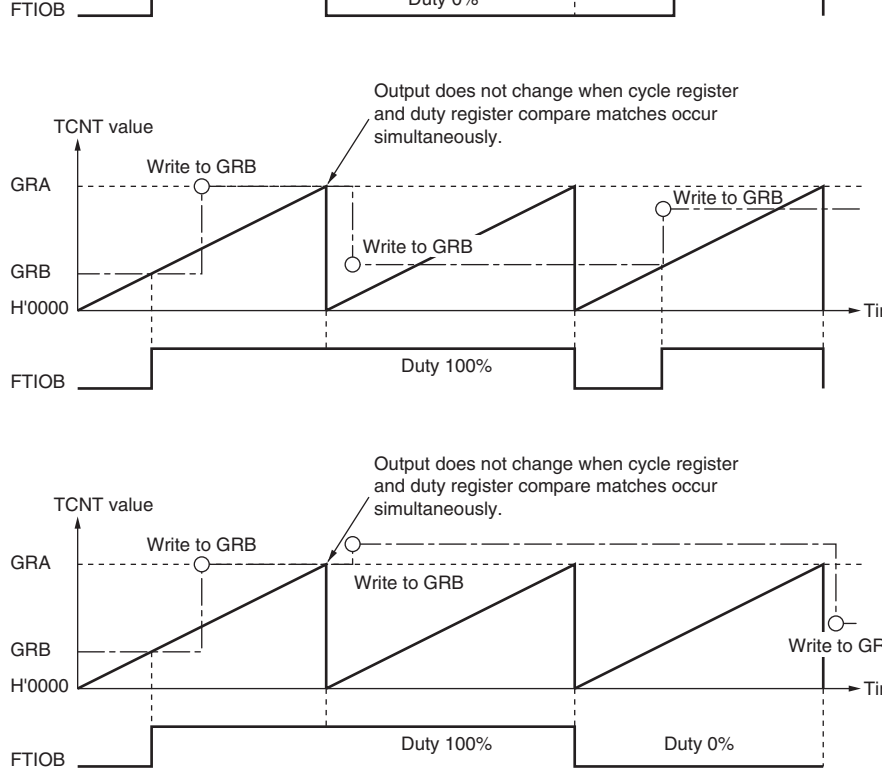 FTIOB
Output does not change when cycle register
and duty register compare matches occur
simultaneously.
TCNT value
Write to GRB
GRA
Write to GRB
Write to GRB
GRB
H'0000
Duty 100%
FTIOB
Output does not change when cycle register
and duty register compare matches occur
simultaneously.
TCNT value
Write to GRB
GRA
Write to GRB
GRB
Write to GR
H'0000
Duty 100%
Duty 0%
FTIOB